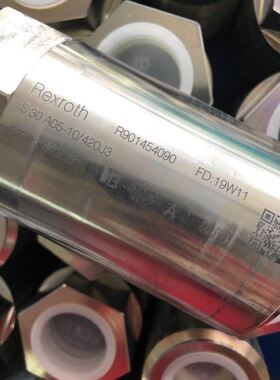 Rexroth
R901454090
FD:19W11
S 30 A05-10/420J3
B
A